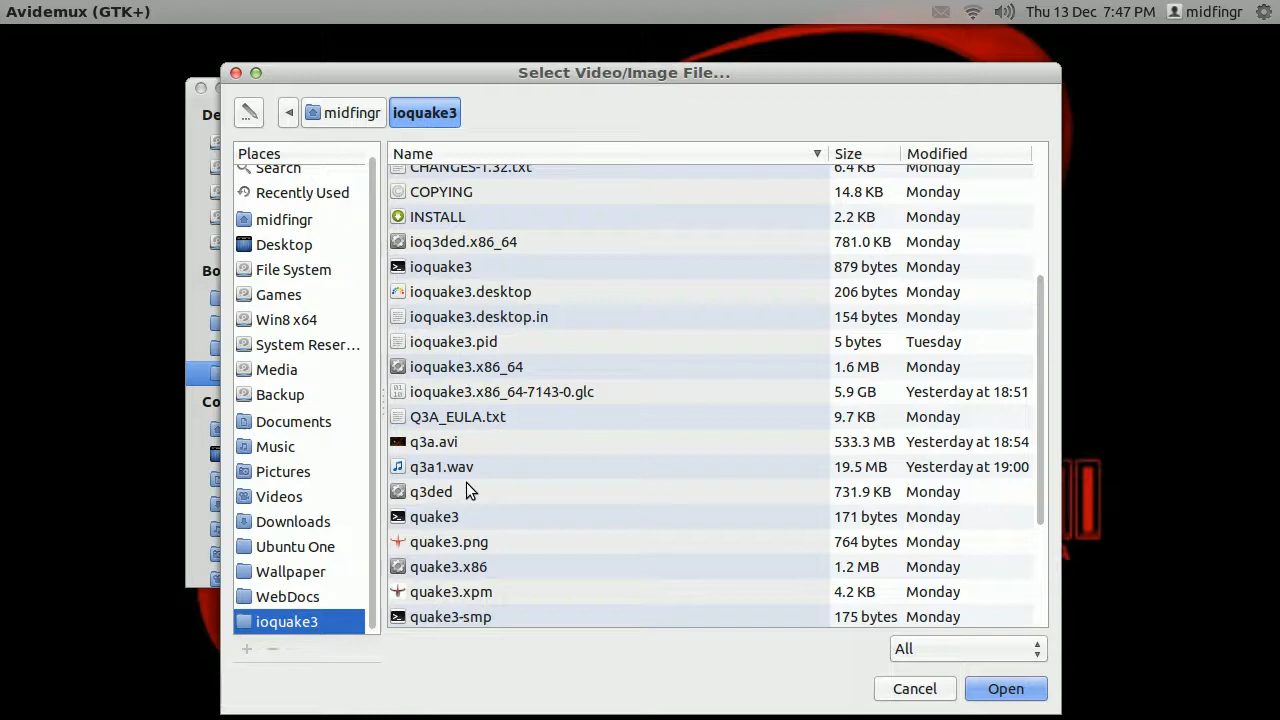 Avidemux (GTK+)
Thu 13 Dec 7:47 PM midfingr
Select Video/Image File...
midfingr ioquake3
De
Bo
Co
Places
Search
Recently Used
midfingr
Desktop
File System
Games
Win8 x64
System Reser...
Media
Backup
Documents
Music
Pictures
Videos
Downloads
Ubuntu One
Wallpaper
WebDocs
ioquake3
Name Size Modified
CHANGES-1.32.txt 6.4 KB Monday
COPYING 14.8 KB Monday
INSTALL 2.2 KB Monday
ioq3ded.x86_64 781.0 KB Monday
ioquake3 879 bytes Monday
ioquake3.desktop 206 bytes Monday
ioquake3.desktop.in 154 bytes Monday
ioquake3.pid 5 bytes Tuesday
ioquake3.x86_64 1.6 MB Monday
ioquake3.x86_64-7143-0.glc 5.9 GB Yesterday at 18:51
Q3A_EULA.txt 9.7 KB Monday
q3a.avi 533.3 MB Yesterday at 18:54
q3a1.wav 19.5 MB Yesterday at 19:00
q3ded 731.9 KB Monday
quake3 171 bytes Monday
quake3.png 764 bytes Monday
quake3.x86 1.2 MB Monday
quake3.xpm 4.2 KB Monday
quake3-smp 175 bytes Monday
All
Cancel Open